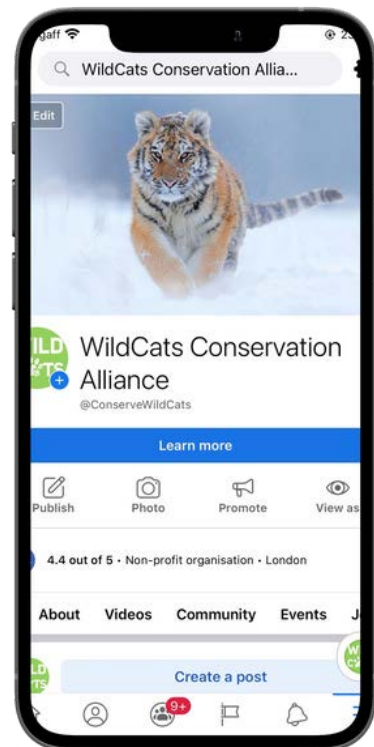 gaff
WildCats Conservation Allia...
Edit
WildCats Conservation
Alliance
@ConserveWildCats
Learn more
Publish Photo Promote View as
4.4 out of 5 · Non-profit organisation · London
About Videos Community Events
Create a post
9+